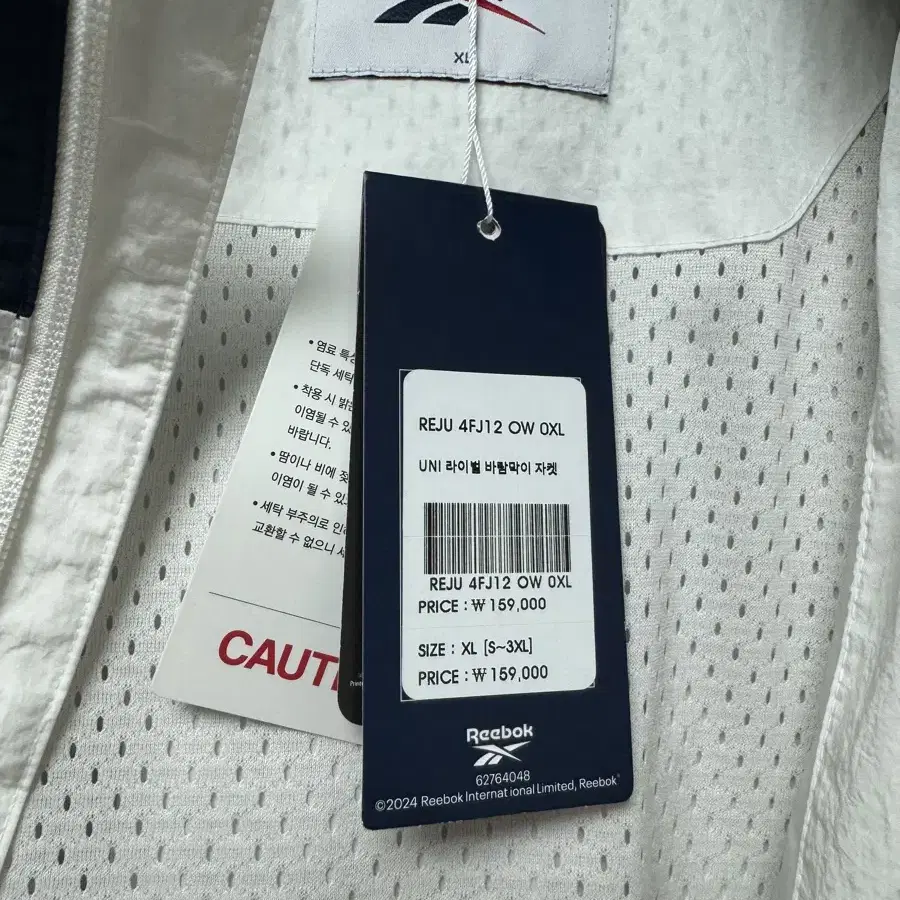 XL
• 염료 특
단독 세탁
• 착용 시 밝은
이염될 수 있
바랍니다.
• 땀이나 비에 젖
이염이 될 수 있
• 세탁 부주의로 인
교환할 수 없으니
CAUTI
REJU 4FJ12 OW 0XL
UNI 라이벌 바람막이 자켓
REJU 4FJ12 OW 0XL
PRICE : ₩ 159,000
SIZE : XL [S~3XL]
PRICE : ₩ 159,000
Reebok
62764048
©2024 Reebok International Limited, Reebok®